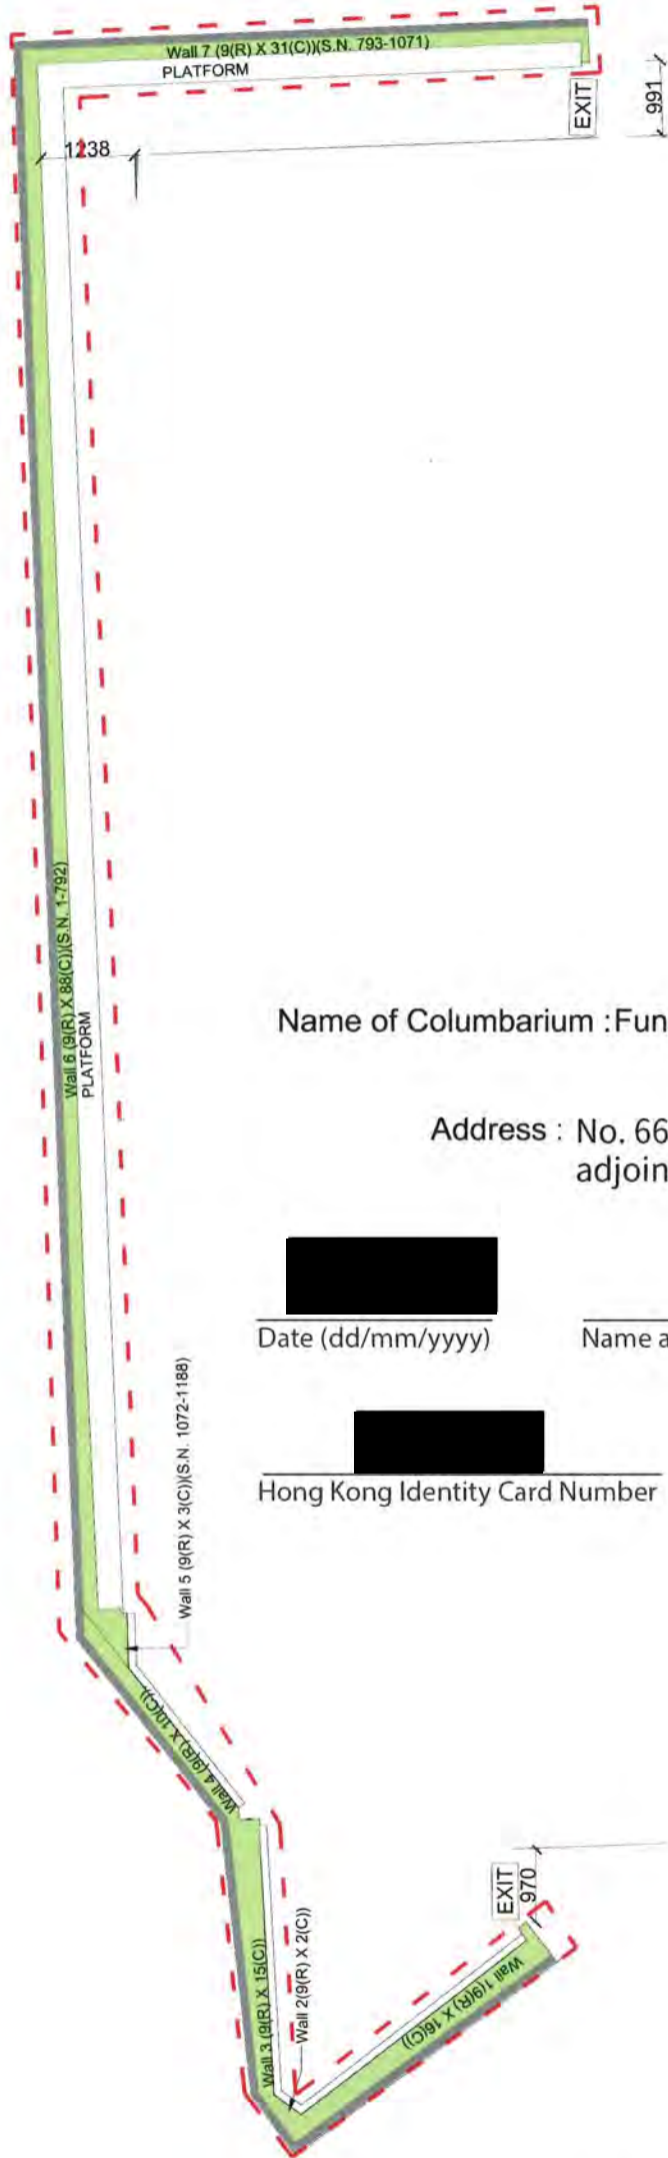 Wall 7 (9(R) X 31(C))(S.N. 793-1071)
PLATFORM
EXIT
991
1238
Wall 6 (9(R) X 88(C))(S.N. 1-792)
PLATFORM
Name of Columbarium : Fun
Address : No. 66
adjoin
Date (dd/mm/yyyy)
Name a
Hong Kong Identity Card Number
Wall 5 (9(R) X 3(C))(S.N. 1072-1188)
Wall 4 (9(R) X 10(C))
EXIT
970
Wall 3 (9(R) X 15(C))
Wall 2(9(R) X 2(C))
Wall 1(9(R) X 16(C))